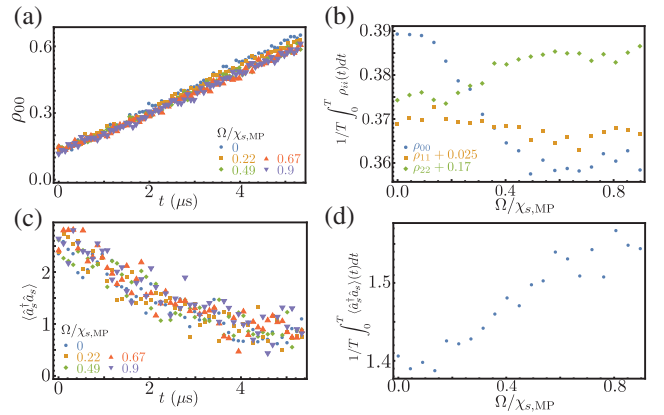 (a)
0.6
0.3
0.0
ρ₀₀
Ω/χs,MP
0
0.22 0.67
0.49 0.9
2 4
t (μs)
(b)
0.39
0.38
0.37
0.36
1/T ∫₀ᵀ ρᵢᵢ(t)dt
ρ₀₀
ρ₁₁ + 0.025
ρ₂₂ + 0.17
0.0 0.4 0.8
Ω/χs,MP
(c)
2
1
0
⟨â†s âs⟩
Ω/χs,MP
0
0.22 0.67
0.49 0.9
0 2 4
t (μs)
(d)
1.5
1.4
1/T ∫₀ᵀ ⟨â†s âs⟩(t)dt
0 0.4 0.8
Ω/χs,MP